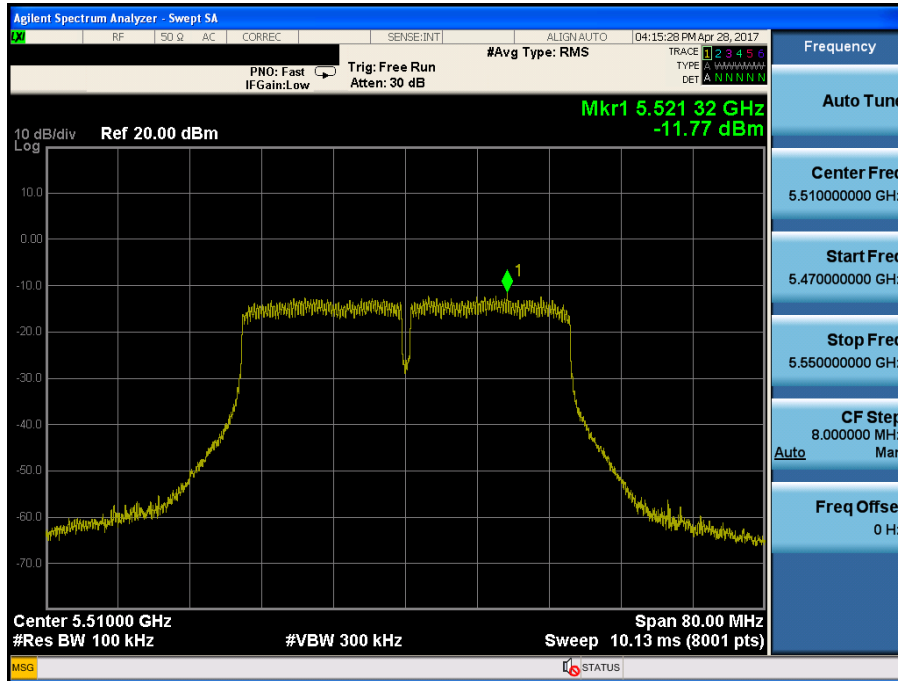 Agilent Spectrum Analyzer - Swept SA
LXI RF 50 Ω AC CORREC SENSE:INT ALIGN AUTO 04:15:28 PM Apr 28, 2017
Frequency
#Avg Type: RMS
TRACE 1 2 3 4 5 6
PNO: Fast Trig: Free Run
TYPE A WWWWW
IFGain:Low Atten: 30 dB
DET A N N N N N
Auto Tune
Mkr1 5.521 32 GHz
-11.77 dBm
10 dB/div Ref 20.00 dBm
Log
10.0
0.00
-10.0
-20.0
-30.0
-40.0
-50.0
-60.0
-70.0
1
Center Freq
5.510000000 GHz
Start Freq
5.470000000 GHz
Stop Freq
5.550000000 GHz
CF Step
8.000000 MHz
Auto Man
Freq Offse
0 Hz
Center 5.51000 GHz Span 80.00 MHz
#Res BW 100 kHz #VBW 300 kHz Sweep 10.13 ms (8001 pts)
MSG STATUS